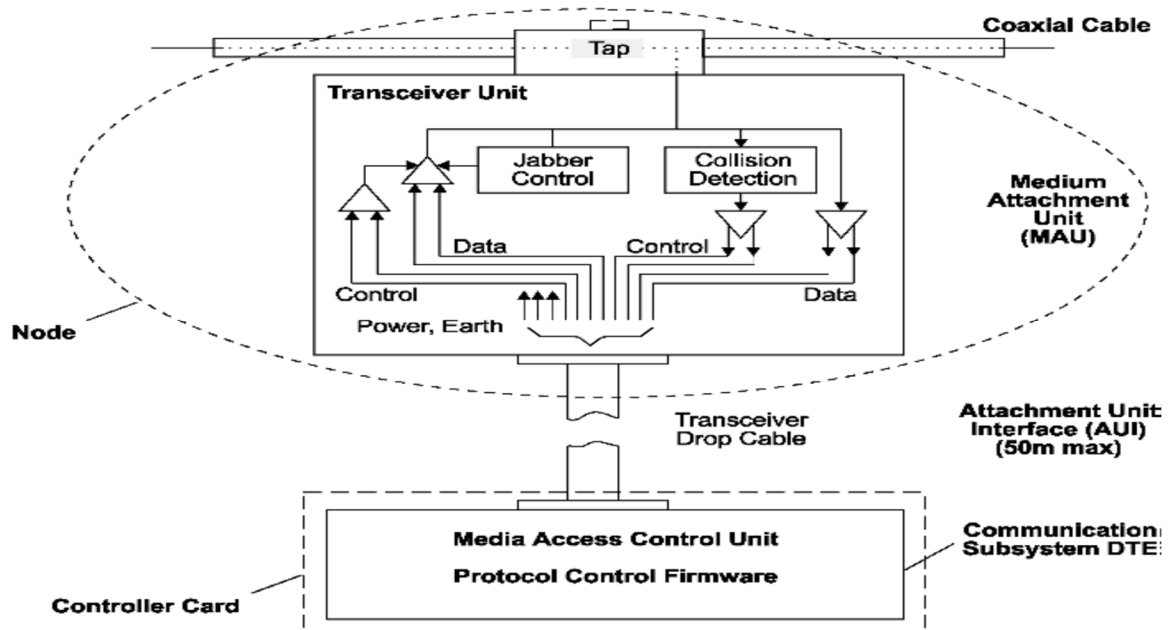 Coaxial Cable
Tap
Transceiver Unit
Jabber
Control
Collision
Detection
Medium
Attachment
Unit
(MAU)
Data
Control
Control
Data
Power, Earth
Node
Transceiver
Drop Cable
Attachment Unit
Interface (AUI)
(50m max)
Media Access Control Unit
Protocol Control Firmware
Communication
Subsystem DTE
Controller Card